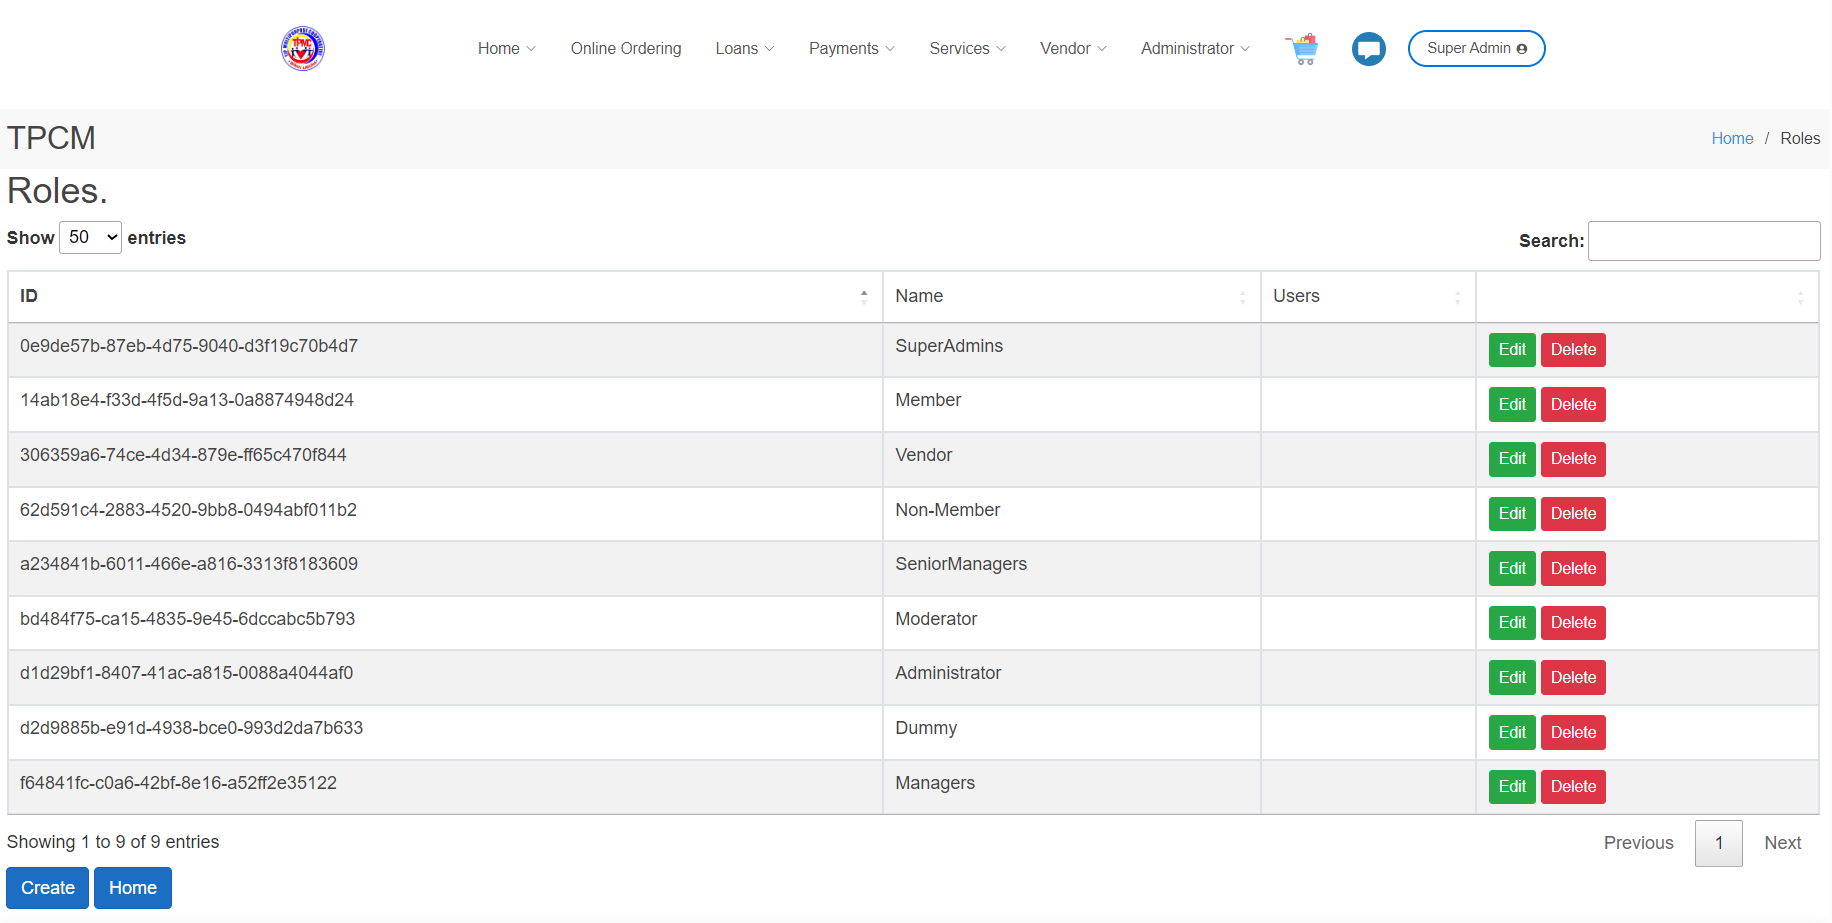 TPMC
Home Online Ordering Loans Payments Services Vendor Administrator Super Admin
TPCM
Home / Roles
Roles.
Show 50 entries
Search:
ID Name Users
0e9de57b-87eb-4d75-9040-d3f19c70b4d7 SuperAdmins Edit Delete
14ab18e4-f33d-4f5d-9a13-0a8874948d24 Member Edit Delete
306359a6-74ce-4d34-879e-ff65c470f844 Vendor Edit Delete
62d591c4-2883-4520-9bb8-0494abf011b2 Non-Member Edit Delete
a234841b-6011-466e-a816-3313f8183609 SeniorManagers Edit Delete
bd484f75-ca15-4835-9e45-6dccabc5b793 Moderator Edit Delete
d1d29bf1-8407-41ac-a815-0088a4044af0 Administrator Edit Delete
d2d9885b-e91d-4938-bce0-993d2da7b633 Dummy Edit Delete
f64841fc-c0a6-42bf-8e16-a52ff2e35122 Managers Edit Delete
Showing 1 to 9 of 9 entries
Previous 1 Next
Create Home